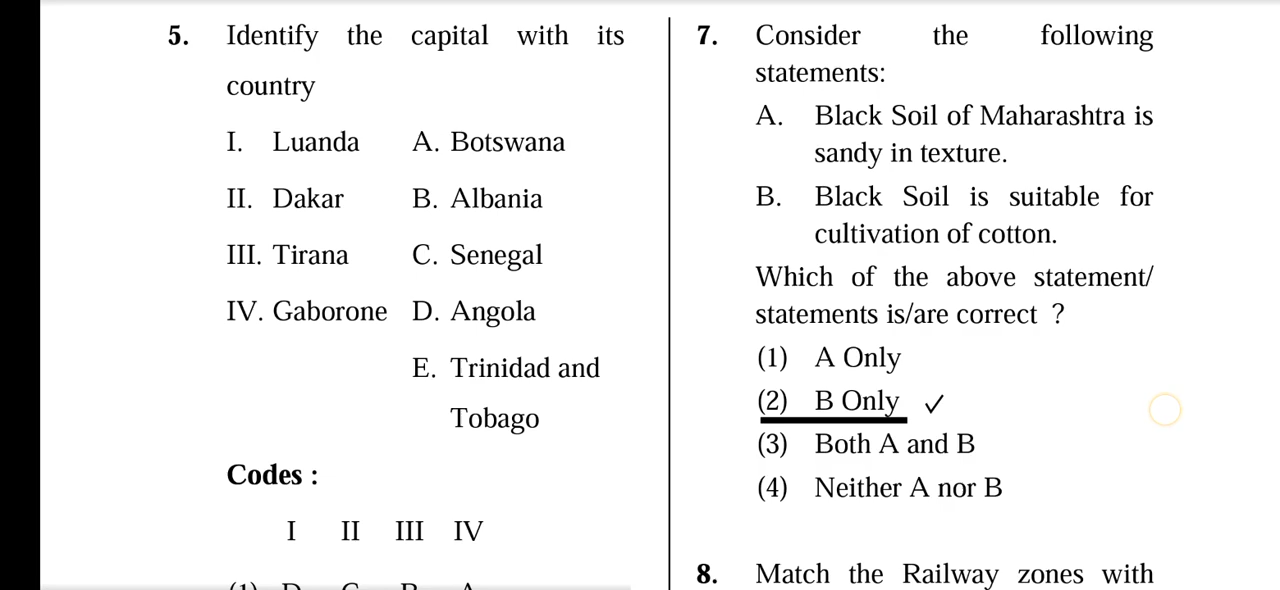 5. Identify the capital with its
country
I. Luanda A. Botswana
II. Dakar B. Albania
III. Tirana C. Senegal
IV. Gaborone D. Angola
E. Trinidad and
Tobago
Codes :
I II III IV
7. Consider the following
statements:
A. Black Soil of Maharashtra is
sandy in texture.
B. Black Soil is suitable for
cultivation of cotton.
Which of the above statement/
statements is/are correct ?
(1) A Only
(2) B Only ✓
(3) Both A and B
(4) Neither A nor B
8. Match the Railway zones with